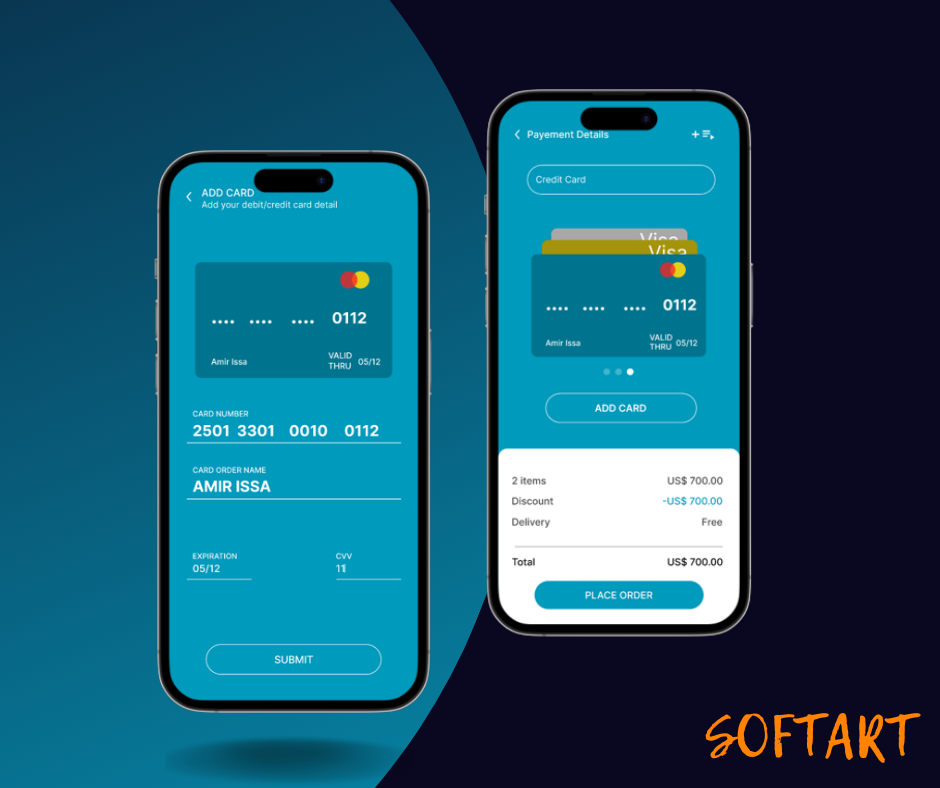 ADD CARD
Add your debit/credit card detail
.... .... .... 0112
Amir Issa
VALID
THRU 05/12
CARD NUMBER
2501 3301 0010 0112
CARD ORDER NAME
AMIR ISSA
EXPIRATION CVV
05/12 11
SUBMIT
Payement Details
Credit Card
Visa
Visa
.... .... .... 0112
Amir Issa
VALID
THRU 05/12
ADD CARD
2 items US$ 700.00
Discount -US$ 700.00
Delivery Free
Total US$ 700.00
PLACE ORDER
SOFTART